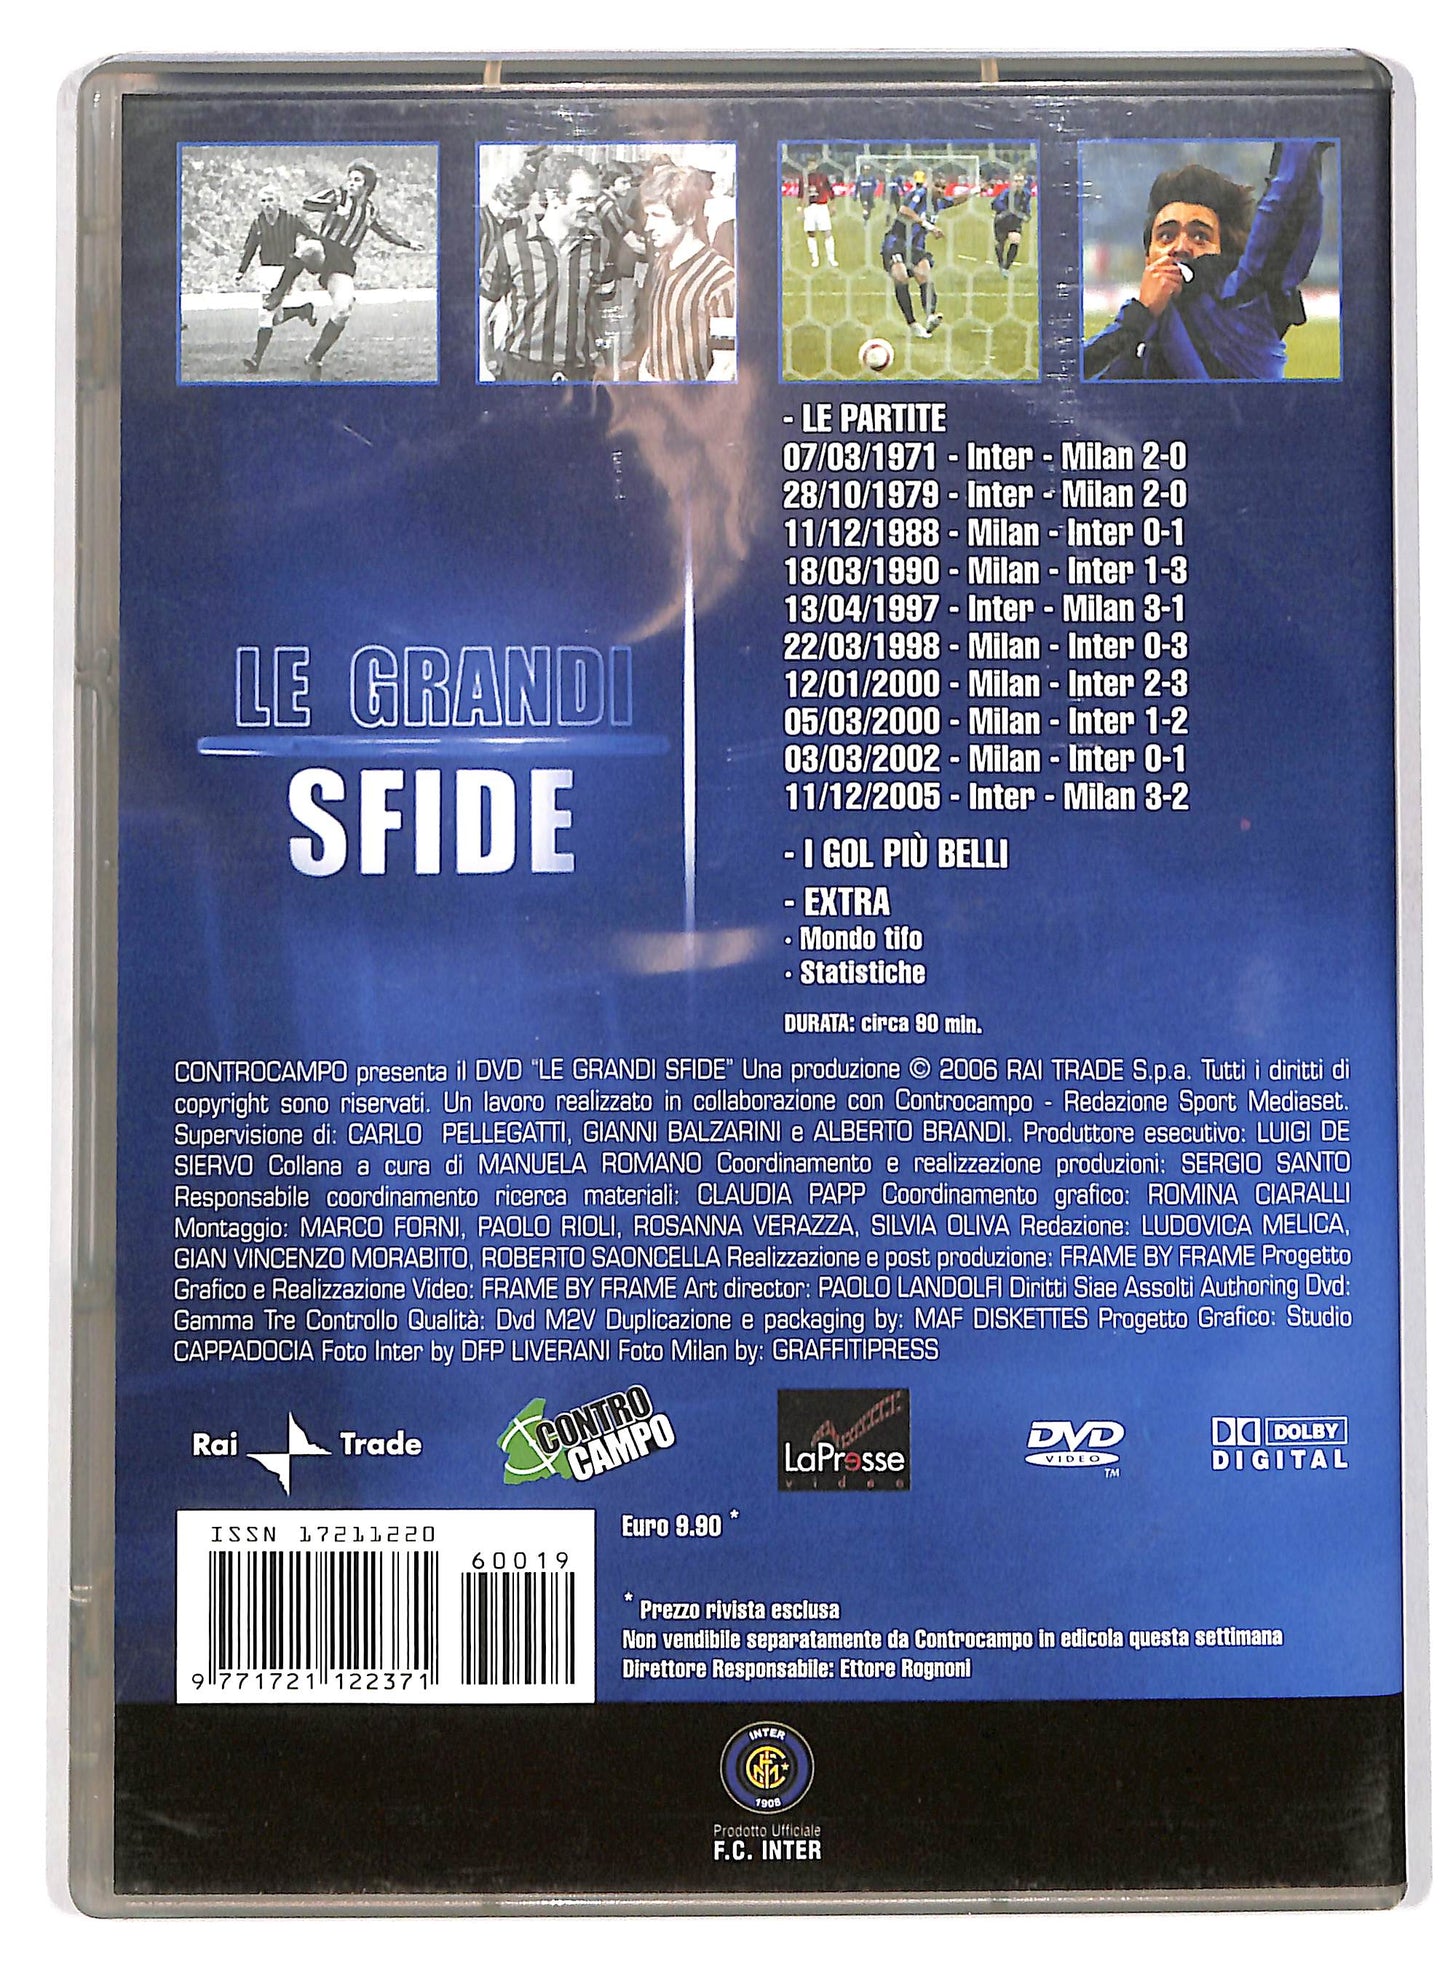 - LE PARTITE
07/03/1971 - Inter - Milan 2-0
28/10/1979 - Inter - Milan 2-0
11/12/1988 - Milan - Inter 0-1
18/03/1990 - Milan - Inter 1-3
13/04/1997 - Inter - Milan 3-1
22/03/1998 - Milan - Inter 0-3
12/01/2000 - Milan - Inter 2-3
05/03/2000 - Milan - Inter 1-2
03/03/2002 - Milan - Inter 0-1
11/12/2005 - Inter - Milan 3-2
LE GRANDI
SFIDE
- I GOL PIÙ BELLI
- EXTRA
· Mondo tifo
· Statistiche
DURATA: circa 90 min.
CONTROCAMPO presenta il DVD "LE GRANDI SFIDE" Una produzione © 2006 RAI TRADE S.p.a. Tutti i diritti di
copyright sono riservati. Un lavoro realizzato in collaborazione con Controcampo - Redazione Sport Mediaset.
Supervisione di: CARLO PELLEGATTI, GIANNI BALZARINI e ALBERTO BRANDI. Produttore esecutivo: LUIGI DE
SIERVO Collana a cura di MANUELA ROMANO Coordinamento e realizzazione produzioni: SERGIO SANTO
Responsabile coordinamento ricerca materiali: CLAUDIA PAPP Coordinamento grafico: ROMINA CIARALLI
Montaggio: MARCO FORNI, PAOLO RIOLI, ROSANNA VERAZZA, SILVIA OLIVA Redazione: LUDOVICA MELICA,
GIAN VINCENZO MORABITO, ROBERTO SAONCELLA Realizzazione e post produzione: FRAME BY FRAME Progetto
Grafico e Realizzazione Video: FRAME BY FRAME Art director: PAOLO LANDOLFI Diritti Siae Assolti Authoring Dvd:
Gamma Tre Controllo Qualità: Dvd M2V Duplicazione e packaging by: MAF DISKETTES Progetto Grafico: Studio
CAPPADOCIA Foto Inter by DFP LIVERANI Foto Milan by: GRAFFITIPRESS
Rai Trade
CONTRO
CAMPO
LaPresse
video
DVD
VIDEO
TM
DOLBY
DIGITAL
ISSN 17211220
60019
9 771721 122371
Euro 9.90 *
* Prezzo rivista esclusa
Non vendibile separatamente da Controcampo in edicola questa settimana
Direttore Responsabile: Ettore Rognoni
INTER
1908
Prodotto Ufficiale
F.C. INTER